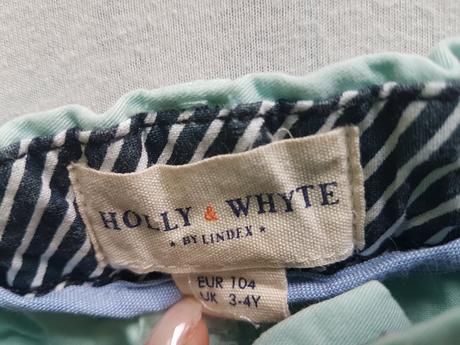 HOLLY & WHYTE
* BY LINDEX *
EUR 104
UK 3-4Y